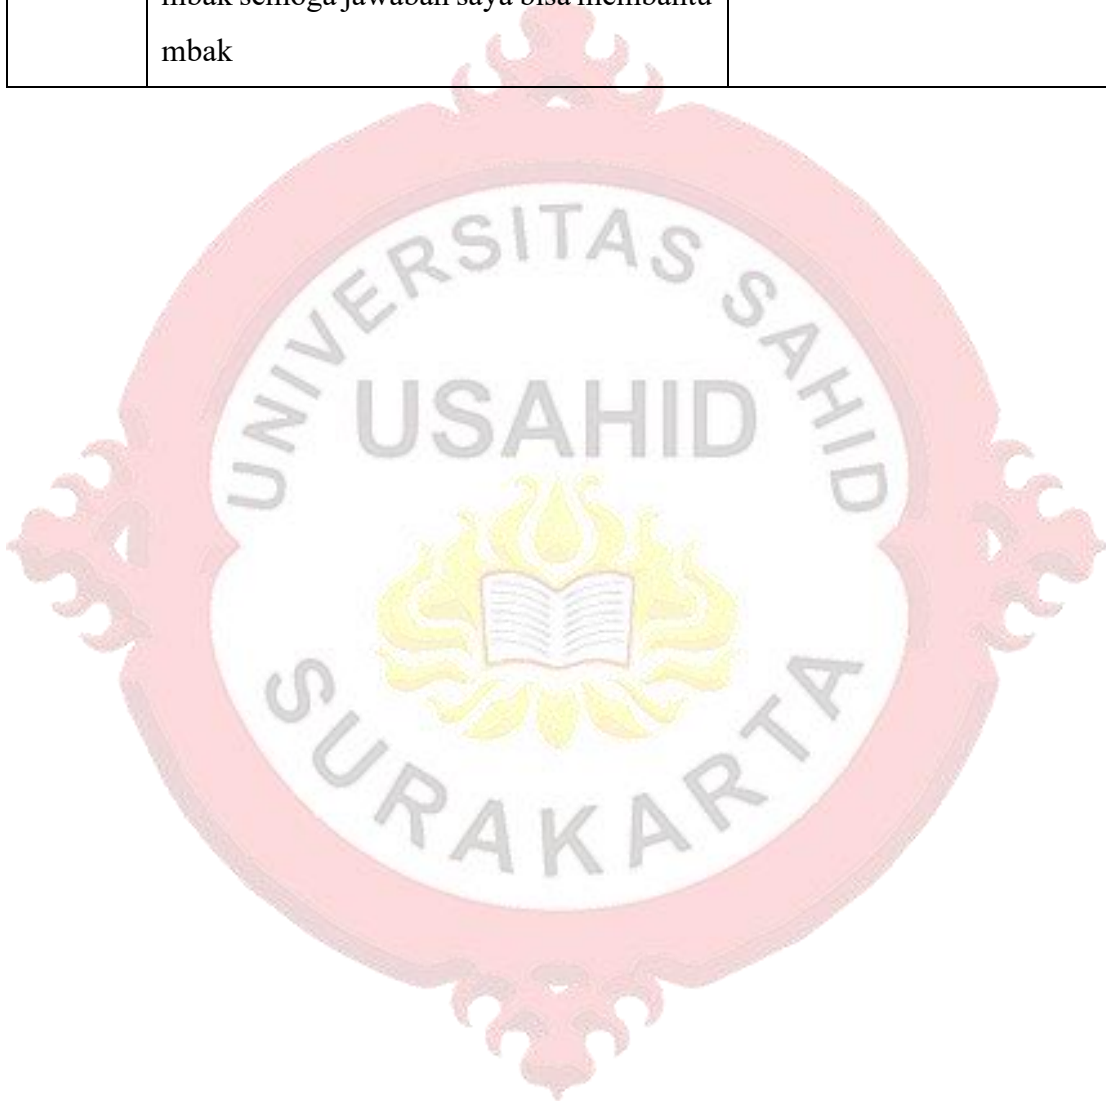 mbak semoga jawaban saya bisa membantu
mbak
UNIVERSITAS SAHID
USAHID
SURAKARTA